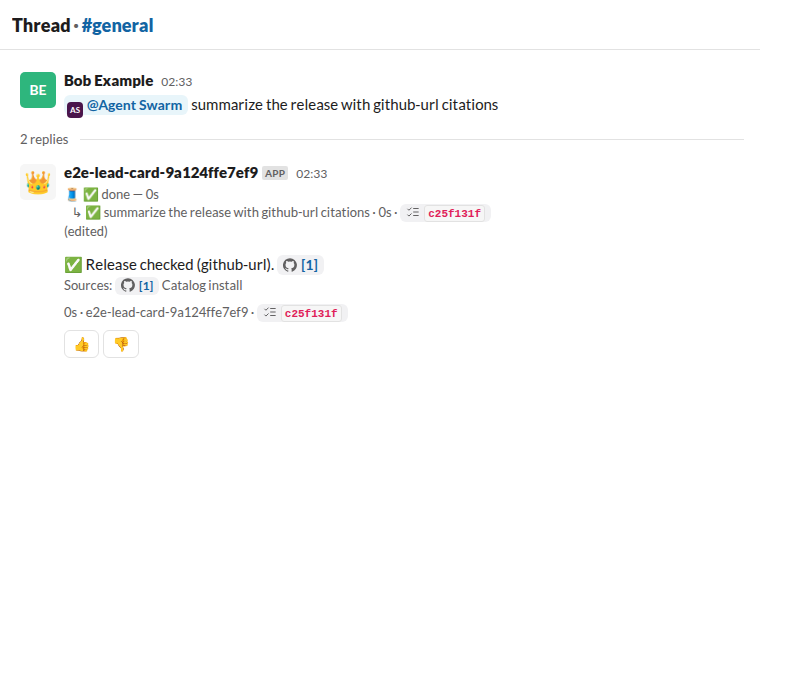 Thread · #general
BE
Bob Example 02:33
AS @Agent Swarm summarize the release with github-url citations
2 replies
e2e-lead-card-9a124ffe7ef9 APP 02:33
🧵 ✅ done — 0s
↳ ✅ summarize the release with github-url citations · 0s · c25f131f
(edited)
✅ Release checked (github-url). [1]
Sources: [1] Catalog install
0s · e2e-lead-card-9a124ffe7ef9 · c25f131f
👍 👎